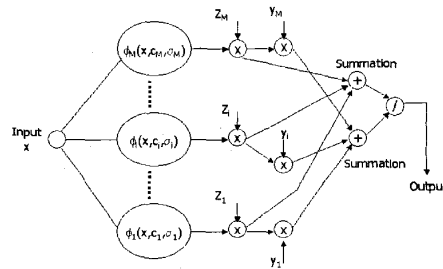 Z_M
y_M
ϕ_M(x,c_M,σ_M)
x
x
Summation
+
/
Input
x
ϕ_i(x,c_i,σ_i)
Z_i
x
y_i
x
+
Summation
Outpu
Z_1
ϕ_1(x,c_1,σ_1)
x
x
y_1